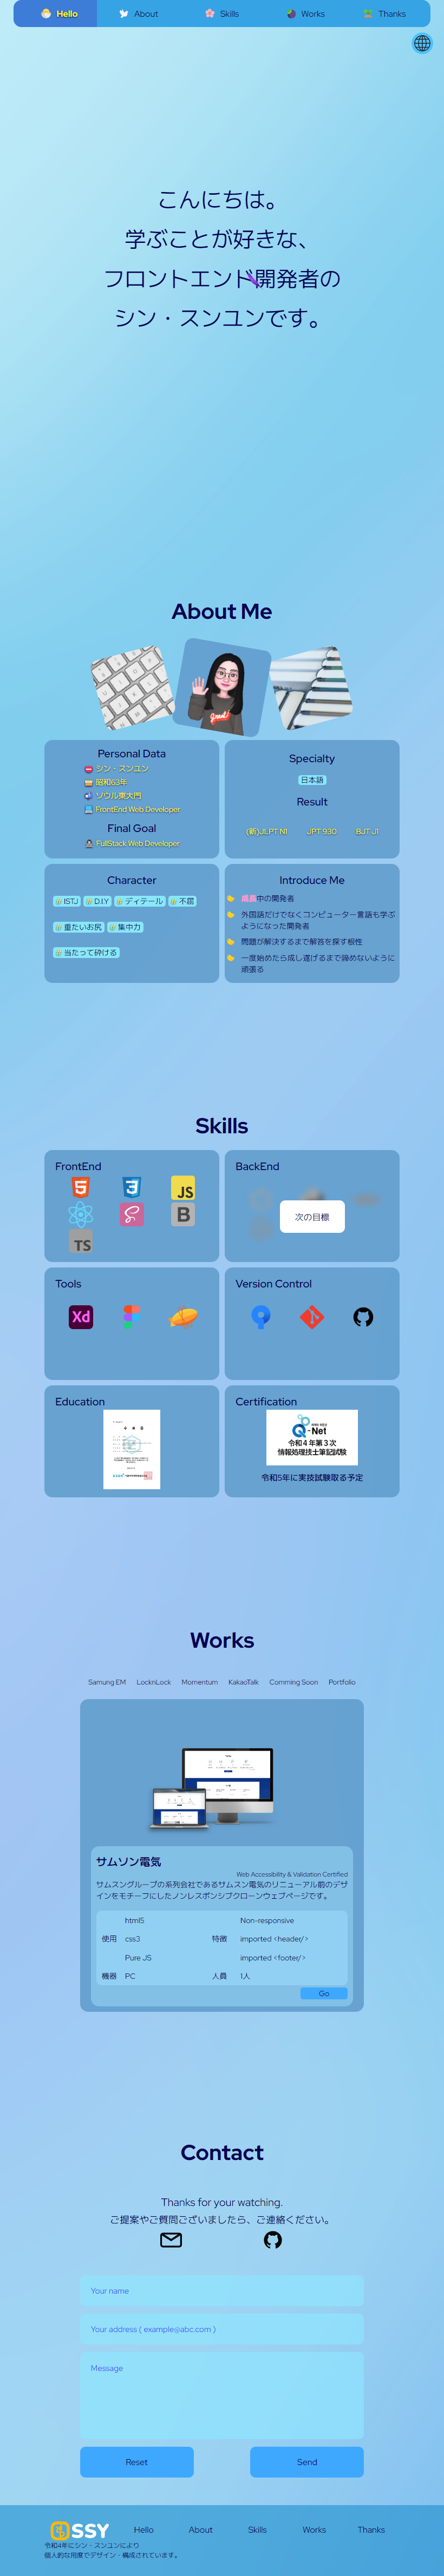 Hello
About
Skills
Works
Thanks
こんにちは。
学ぶことが好きな、
フロントエンド開発者の
シン・スンユンです。
About Me
Great!
Personal Data
シン・スンユン
昭和63年
ソウル東大門
FrontEnd Web Developer
Final Goal
FullStack Web Developer
Specialty
日本語
Result
(新)JLPT N1
JPT 930
BJT J1
Character
ISTJ
D.I.Y
ディテール
不屈
重たいお尻
集中力
当たって砕ける
Introduce Me
成長中の開発者
外国語だけでなくコンピューター言語も学ぶ
ようになった開発者
問題が解決するまで解答を探す根性
一度始めたら成し遂げるまで諦めないように
頑張る
Skills
FrontEnd
JS
B
TS
BackEnd
次の目標
Tools
Xd
Version Control
Education
Certification
Q-Net
令和4年第3次
情報処理技士筆記試験
令和5年に実技試験取る予定
Works
Samung EM
LocknLock
Momentum
KakaoTalk
Comming Soon
Portfolio
サムソン電気
Web Accessibility & Validation Certified
サムスングループの系列会社であるサムスン電気のリニューアル前のデザ
インをモチーフにしたノンレスポンシブクローンウェブページです。
html5
Non-responsive
使用
css3
特徴
imported <header/>
Pure JS
imported <footer/>
機器
PC
人員
1人
Go
Contact
Thanks for your watching.
ご提案やご質問ございましたら、ご連絡ください。
Your name
Your address ( example@abc.com )
Message
Reset
Send
SSY
Hello
About
Skills
Works
Thanks
令和4年にシン・スンユンにより
個人的な用度でデザイン・構成されています。